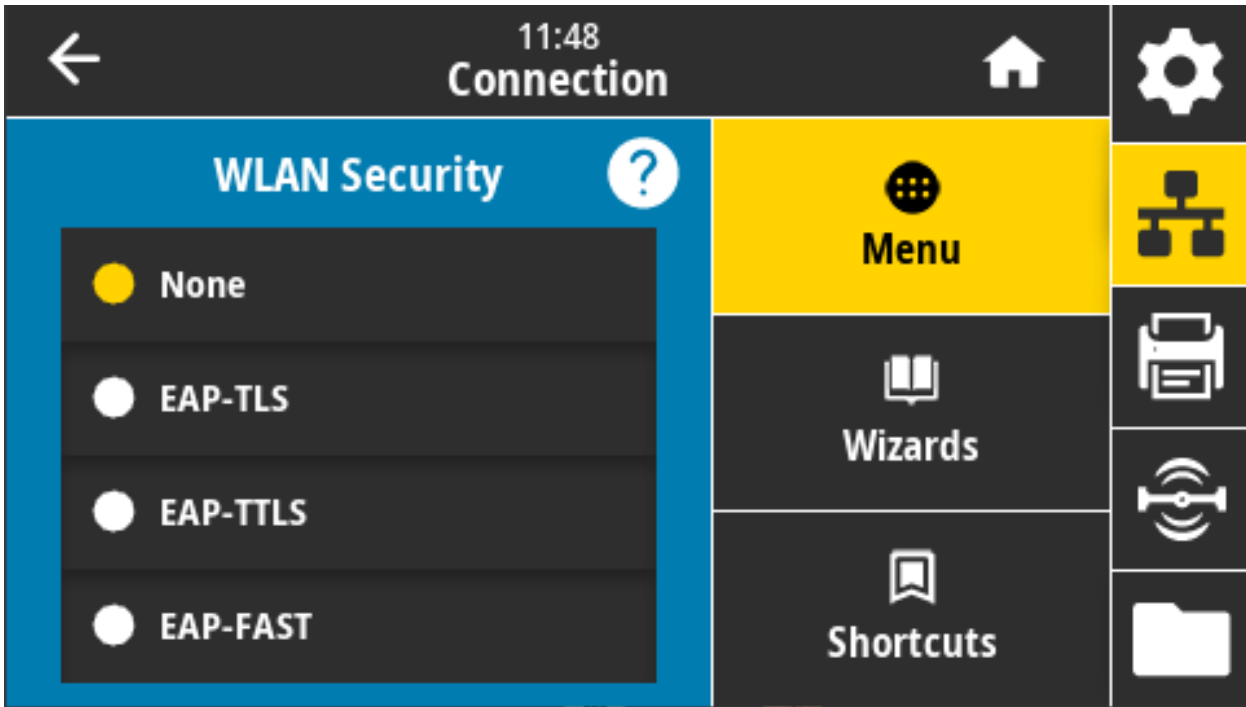 11:48
Connection
WLAN Security
?
None
EAP-TLS
EAP-TTLS
EAP-FAST
Menu
Wizards
Shortcuts